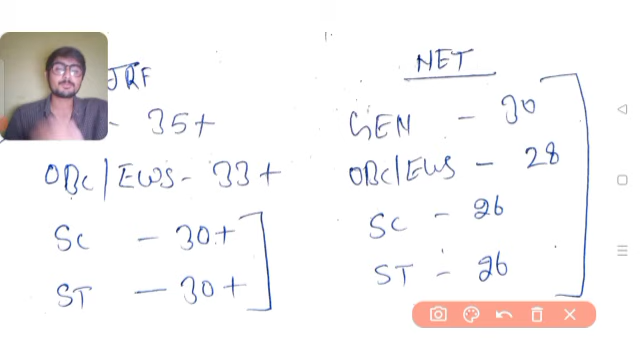 JRF
- 35+
OBC/EWS - 33+
SC - 30+
ST - 30+
NET
GEN - 30
OBC/EWS - 28
SC - 26
ST - 26